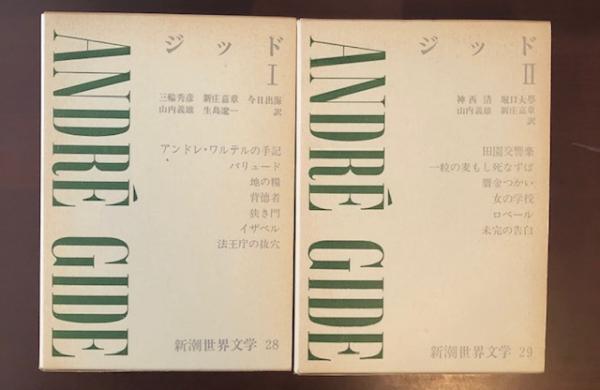 ANDRÉ GIDE
ジッド
I
三輪秀彦 新庄嘉章 今日出海
山内義雄 生島遼一 訳
アンドレ・ワルテルの手記
パリュード
地の糧
背徳者
狭き門
イザベル
法王庁の抜穴
新潮世界文学 28
ANDRÉ GIDE
ジッド
II
神西清 堀口大學
山内義雄 新庄嘉章
訳
田園交響楽
一粒の麦もし死なずば
贋金つかい
女の学校
ロベール
未完の告白
新潮世界文学 29